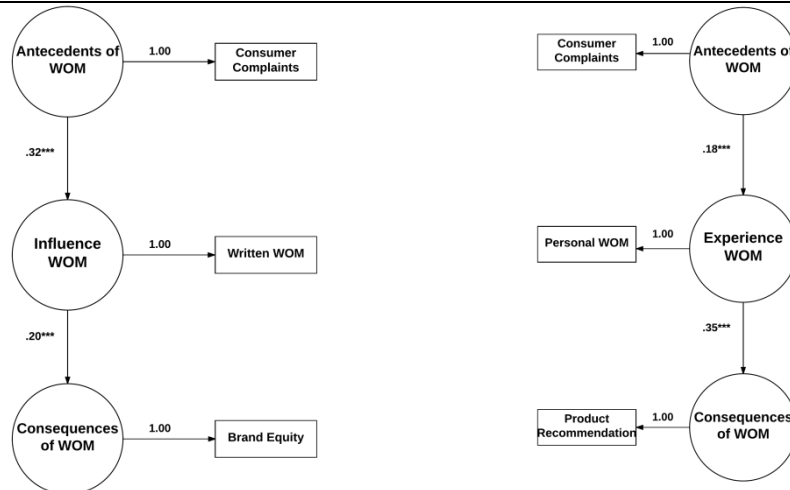 Antecedents of
WOM
1.00
Consumer
Complaints
.32***
Influence
WOM
1.00
Written WOM
.20***
Consequences
of WOM
1.00
Brand Equity
Consumer
Complaints
1.00
Antecedents of
WOM
.18***
Personal WOM
1.00
Experience
WOM
.35***
Product
Recommendation
1.00
Consequences
of WOM